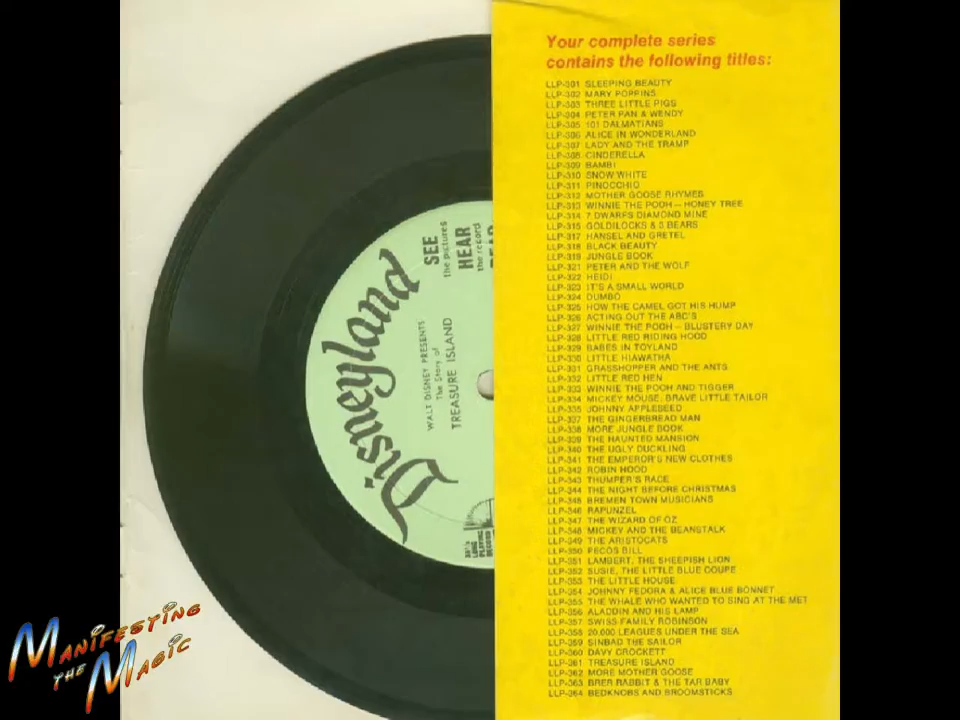 Your complete series
contains the following titles:
LLP-301 SLEEPING BEAUTY
LLP-302 MARY POPPINS
LLP-303 THREE LITTLE PIGS
LLP-304 PETER PAN & WENDY
LLP-305 101 DALMATIANS
LLP-306 ALICE IN WONDERLAND
LLP-307 LADY AND THE TRAMP
LLP-308 CINDERELLA
LLP-309 BAMBI
LLP-310 SNOW WHITE
LLP-311 PINOCCHIO
LLP-312 MOTHER GOOSE RHYMES
LLP-313 WINNIE THE POOH — HONEY TREE
LLP-314 7 DWARFS DIAMOND MINE
LLP-315 GOLDILOCKS & 3 BEARS
LLP-317 HANSEL AND GRETEL
LLP-318 BLACK BEAUTY
LLP-319 JUNGLE BOOK
LLP-321 PETER AND THE WOLF
LLP-322 HEIDI
LLP-323 IT'S A SMALL WORLD
LLP-324 DUMBO
LLP-325 HOW THE CAMEL GOT HIS HUMP
LLP-326 ACTING OUT THE ABC'S
LLP-327 WINNIE THE POOH — BLUSTERY DAY
LLP-328 LITTLE RED RIDING HOOD
LLP-329 BABES IN TOYLAND
LLP-330 LITTLE HIAWATHA
LLP-331 GRASSHOPPER AND THE ANTS
LLP-332 LITTLE RED HEN
LLP-333 WINNIE THE POOH AND TIGGER
LLP-334 MICKEY MOUSE, BRAVE LITTLE TAILOR
LLP-335 JOHNNY APPLESEED
LLP-337 THE GINGERBREAD MAN
LLP-338 MORE JUNGLE BOOK
LLP-339 THE HAUNTED MANSION
LLP-340 THE UGLY DUCKLING
LLP-341 THE EMPEROR'S NEW CLOTHES
LLP-342 ROBIN HOOD
LLP-343 THUMPER'S RACE
LLP-344 THE NIGHT BEFORE CHRISTMAS
LLP-345 BREMEN TOWN MUSICIANS
LLP-346 RAPUNZEL
LLP-347 THE WIZARD OF OZ
LLP-348 MICKEY AND THE BEANSTALK
LLP-349 THE ARISTOCATS
LLP-350 PECOS BILL
LLP-351 LAMBERT, THE SHEEPISH LION
LLP-352 SUSIE, THE LITTLE BLUE COUPE
LLP-353 THE LITTLE HOUSE
LLP-354 JOHNNY FEDORA & ALICE BLUE BONNET
LLP-355 THE WHALE WHO WANTED TO SING AT THE MET
LLP-356 ALADDIN AND HIS LAMP
LLP-357 SWISS FAMILY ROBINSON
LLP-358 20,000 LEAGUES UNDER THE SEA
LLP-359 SINBAD THE SAILOR
LLP-360 DAVY CROCKETT
LLP-361 TREASURE ISLAND
LLP-362 MORE MOTHER GOOSE
LLP-363 BRER RABBIT & THE TAR BABY
LLP-364 BEDKNOBS AND BROOMSTICKS
Disneyland
WALT DISNEY PRESENTS
The Story of
TREASURE ISLAND
SEE
the pictures
HEAR
the record
33⅓
LONG
PLAYING
RECORD
MANIFESTING
THE
MAGIC